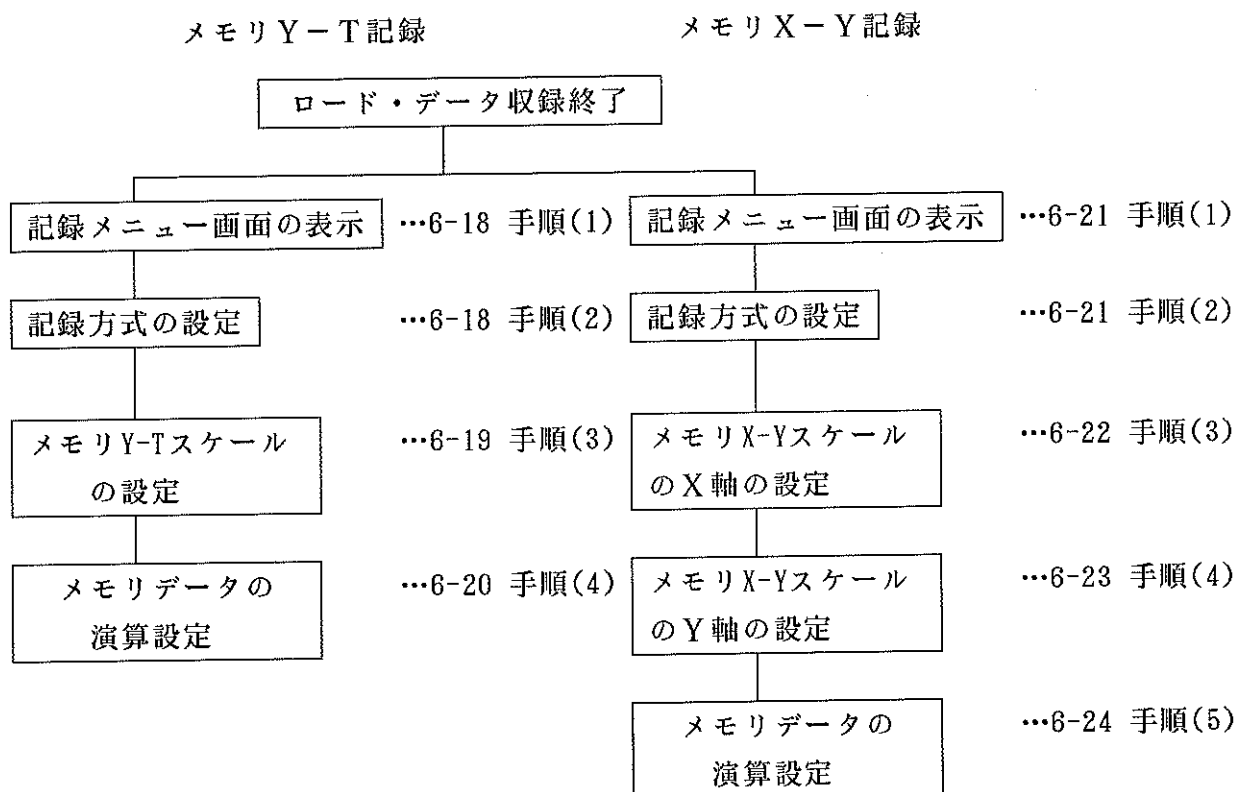 メモリY-T記録
メモリX-Y記録
ロード・データ収録終了
記録メニュー画面の表示 …6-18 手順(1)
記録メニュー画面の表示 …6-21 手順(1)
記録方式の設定 …6-18 手順(2)
記録方式の設定 …6-21 手順(2)
メモリY-Tスケール …6-19 手順(3)
の設定
メモリX-Yスケール …6-22 手順(3)
のX軸の設定
メモリデータの …6-20 手順(4)
演算設定
メモリX-Yスケール …6-23 手順(4)
のY軸の設定
メモリデータの …6-24 手順(5)
演算設定